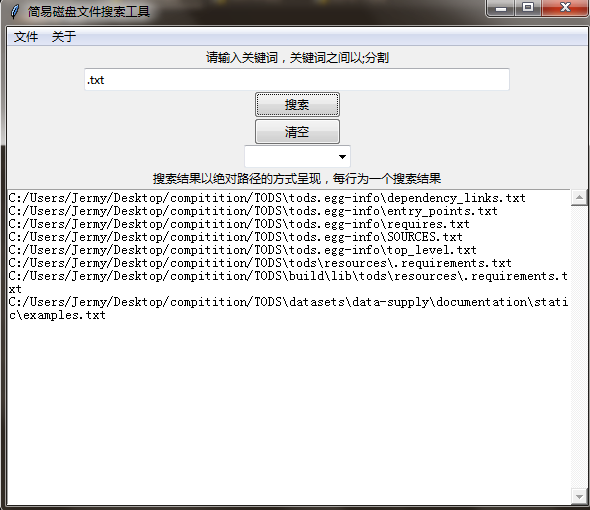 简易磁盘文件搜索工具
文件 关于
请输入关键词，关键词之间以;分割
.txt
搜索
清空
搜索结果以绝对路径的方式呈现，每行为一个搜索结果
C:/Users/Jermy/Desktop/compitition/TODS\tods.egg-info\dependency_links.txt
C:/Users/Jermy/Desktop/compitition/TODS\tods.egg-info\entry_points.txt
C:/Users/Jermy/Desktop/compitition/TODS\tods.egg-info\requires.txt
C:/Users/Jermy/Desktop/compitition/TODS\tods.egg-info\SOURCES.txt
C:/Users/Jermy/Desktop/compitition/TODS\tods.egg-info\top_level.txt
C:/Users/Jermy/Desktop/compitition/TODS\tods\resources\.requirements.txt
C:/Users/Jermy/Desktop/compitition/TODS\build\lib\tods\resources\.requirements.t
xt
C:/Users/Jermy/Desktop/compitition/TODS\datasets\data-supply\documentation\stati
c\examples.txt